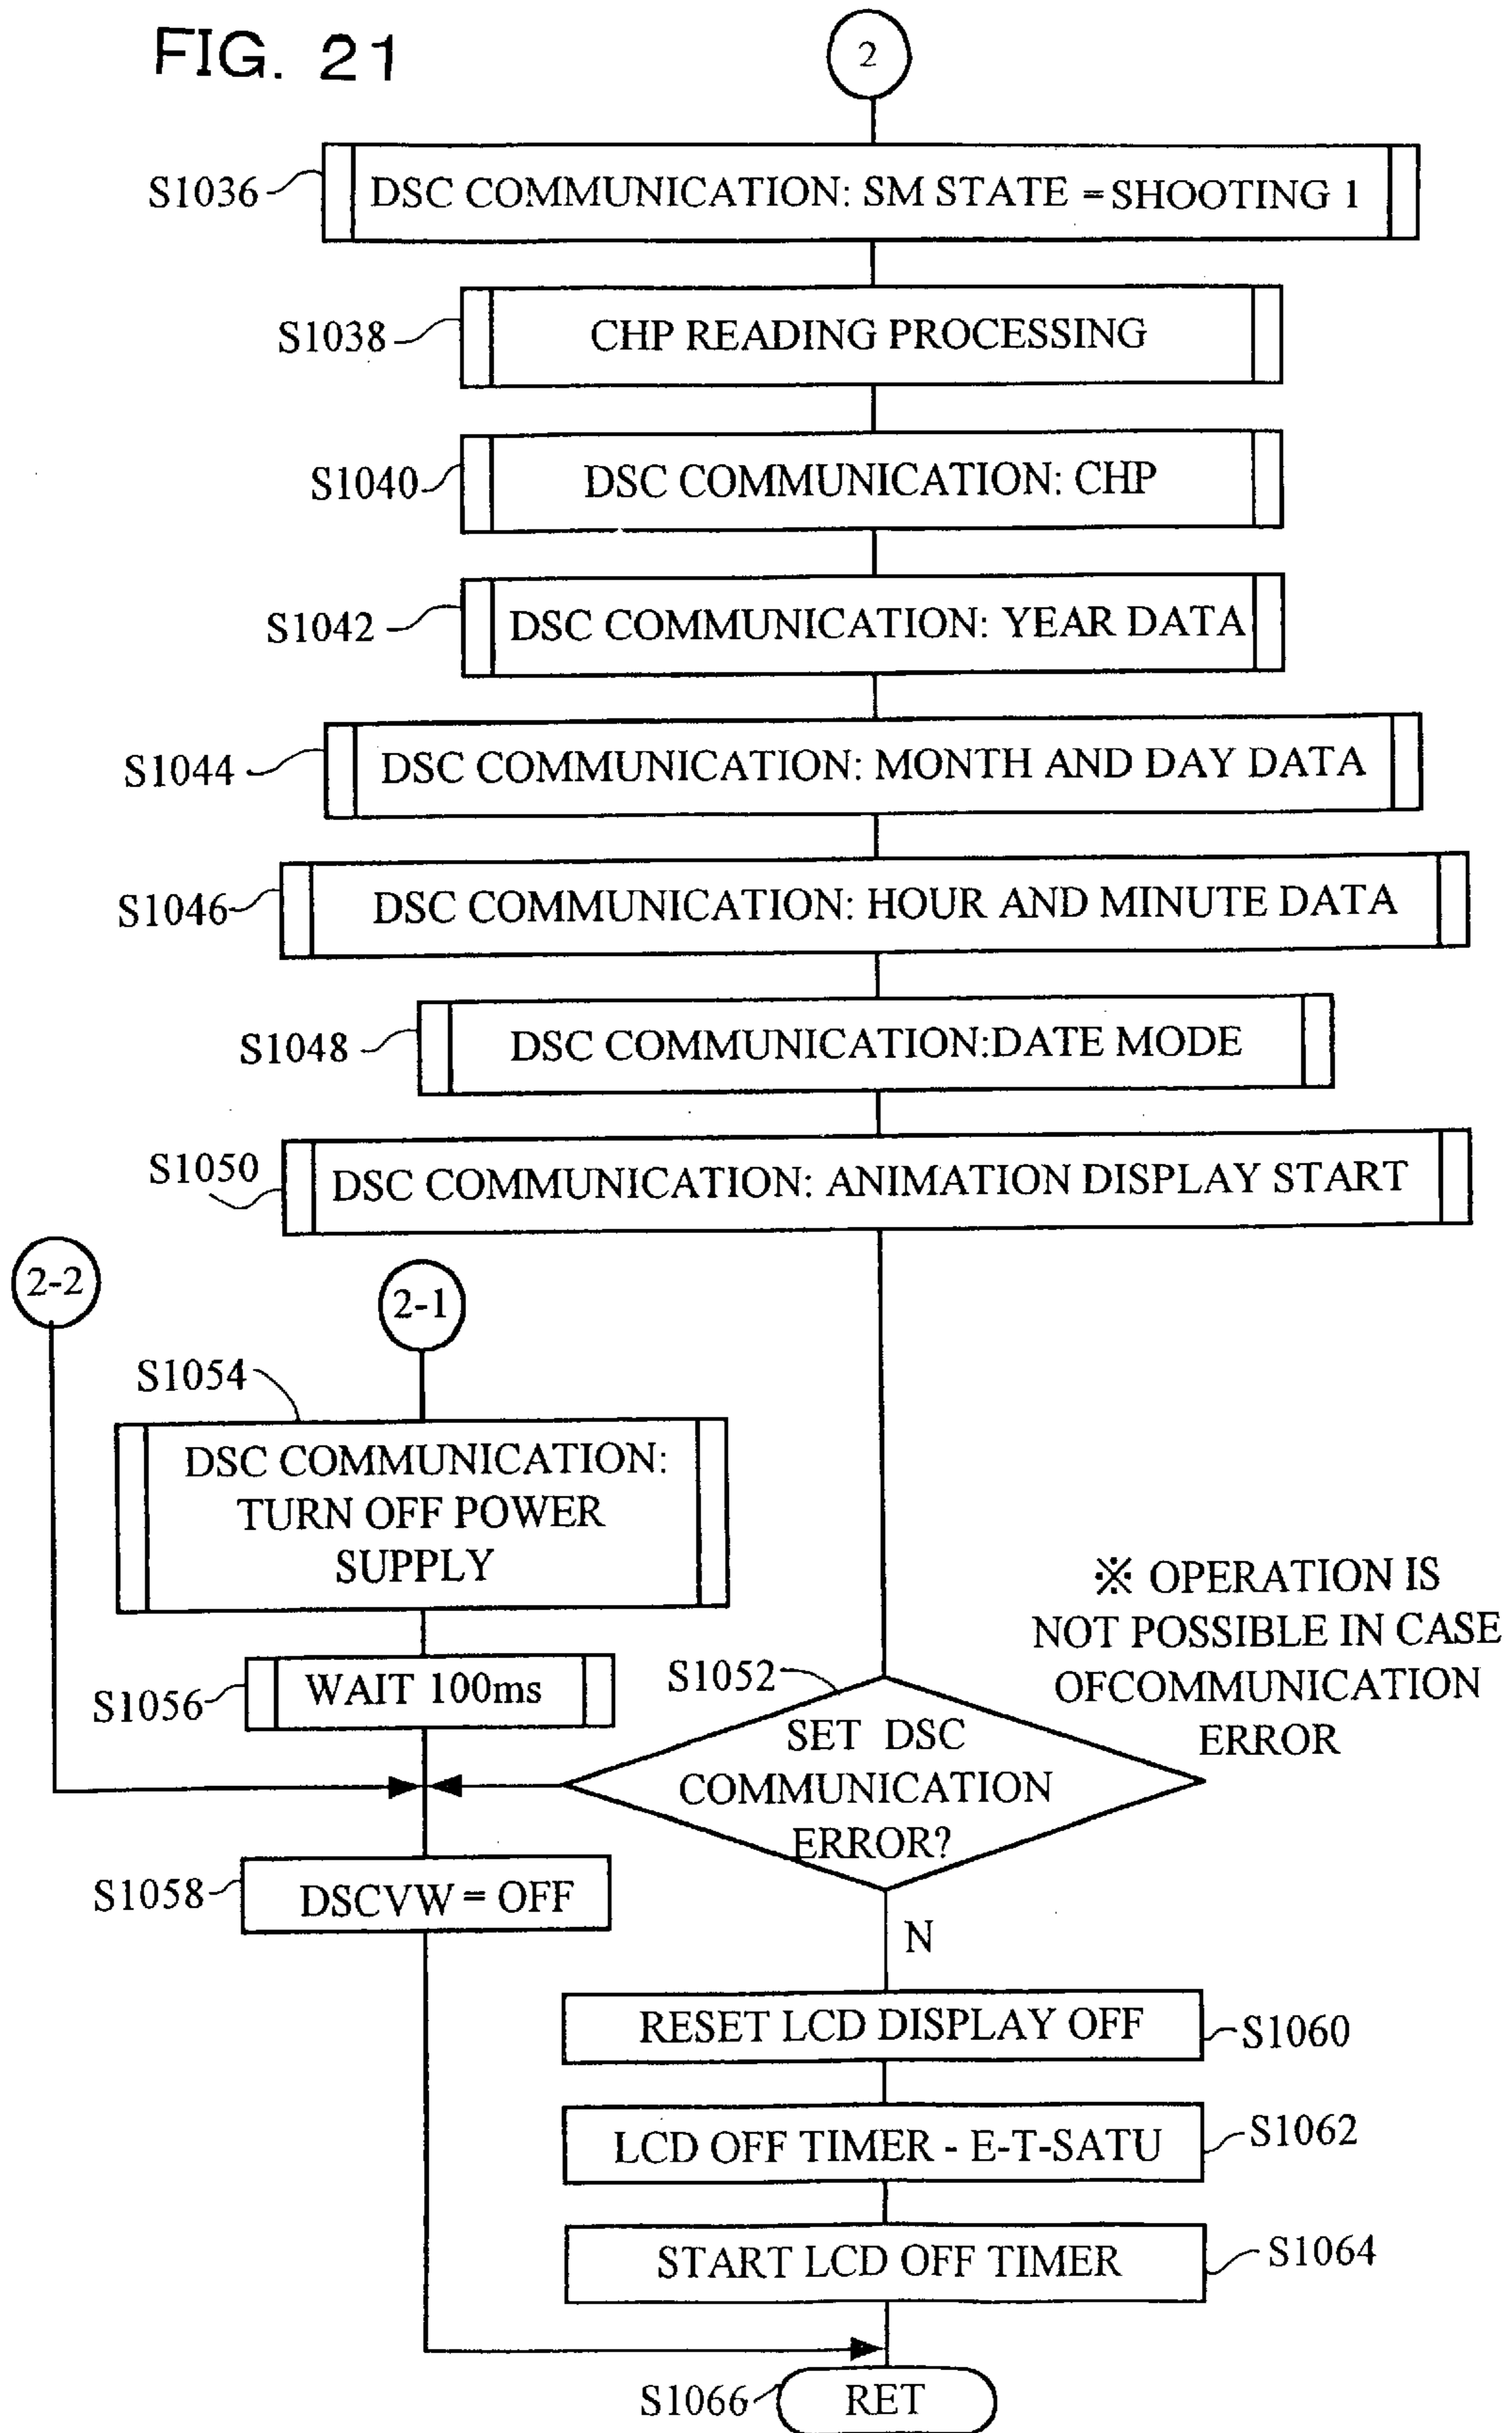 FIG. 21
2
S1036
DSC COMMUNICATION: SM STATE = SHOOTING 1
S1038
CHP READING PROCESSING
S1040
DSC COMMUNICATION: CHP
S1042
DSC COMMUNICATION: YEAR DATA
S1044
DSC COMMUNICATION: MONTH AND DAY DATA
S1046
DSC COMMUNICATION: HOUR AND MINUTE DATA
S1048
DSC COMMUNICATION:DATE MODE
S1050
DSC COMMUNICATION: ANIMATION DISPLAY START
2-2
2-1
S1054
DSC COMMUNICATION:
TURN OFF POWER
SUPPLY
S1056
WAIT 100ms
※ OPERATION IS
NOT POSSIBLE IN CASE
OFCOMMUNICATION
ERROR
S1052
SET DSC
COMMUNICATION
ERROR?
S1058
DSCVW = OFF
N
RESET LCD DISPLAY OFF
S1060
LCD OFF TIMER - E-T-SATU
S1062
START LCD OFF TIMER
S1064
S1066
RET